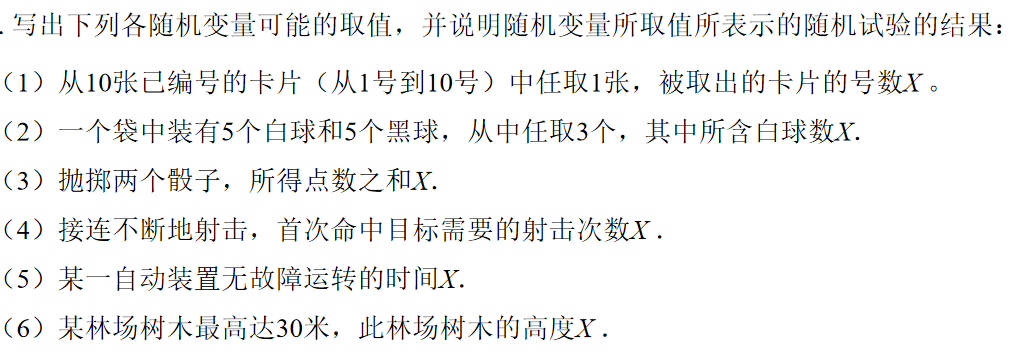 . 写出下列各随机变量可能的取值，并说明随机变量所取值所表示的随机试验的结果：
（1）从10张已编号的卡片（从1号到10号）中任取1张，被取出的卡片的号数X 。
（2）一个袋中装有5个白球和5个黑球，从中任取3个，其中所含白球数X.
（3）抛掷两个骰子，所得点数之和X.
（4）接连不断地射击，首次命中目标需要的射击次数X .
（5）某一自动装置无故障运转的时间X.
（6）某林场树木最高达30米，此林场树木的高度X .